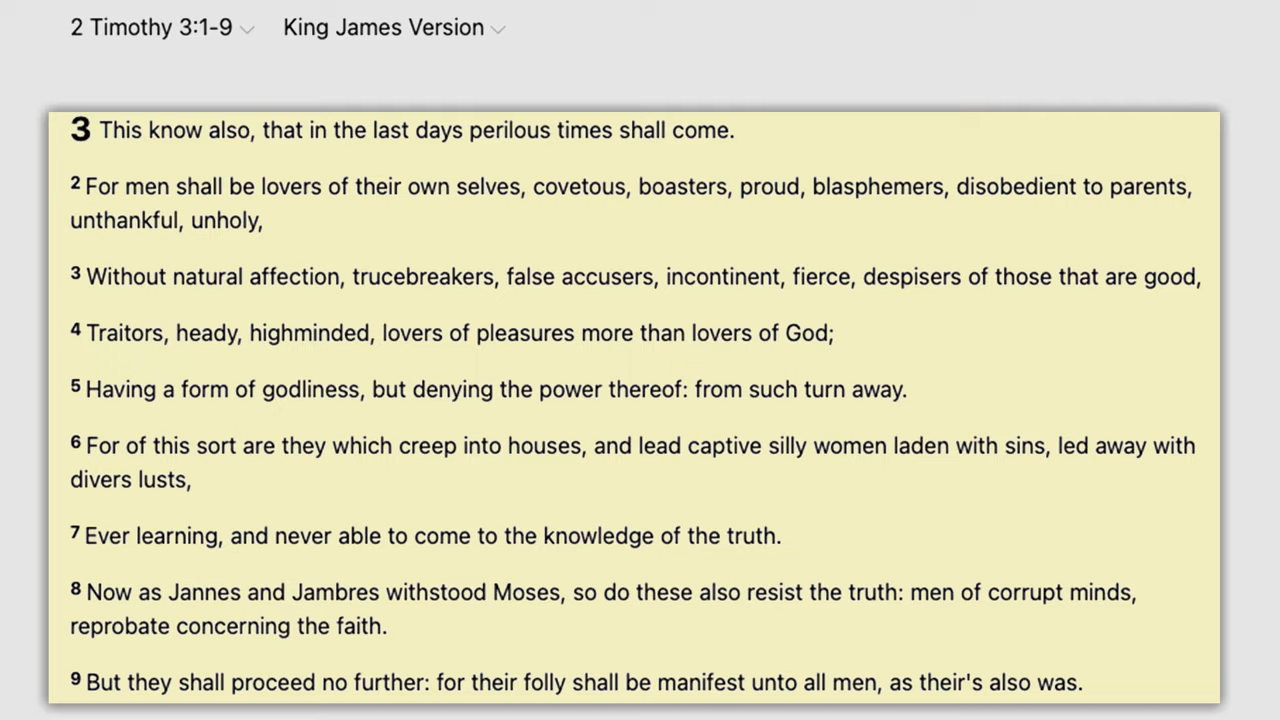 2 Timothy 3:1-9 King James Version
3 This know also, that in the last days perilous times shall come.
2 For men shall be lovers of their own selves, covetous, boasters, proud, blasphemers, disobedient to parents,
unthankful, unholy,
3 Without natural affection, trucebreakers, false accusers, incontinent, fierce, despisers of those that are good,
4 Traitors, heady, highminded, lovers of pleasures more than lovers of God;
5 Having a form of godliness, but denying the power thereof: from such turn away.
6 For of this sort are they which creep into houses, and lead captive silly women laden with sins, led away with
divers lusts,
7 Ever learning, and never able to come to the knowledge of the truth.
8 Now as Jannes and Jambres withstood Moses, so do these also resist the truth: men of corrupt minds,
reprobate concerning the faith.
9 But they shall proceed no further: for their folly shall be manifest unto all men, as their's also was.